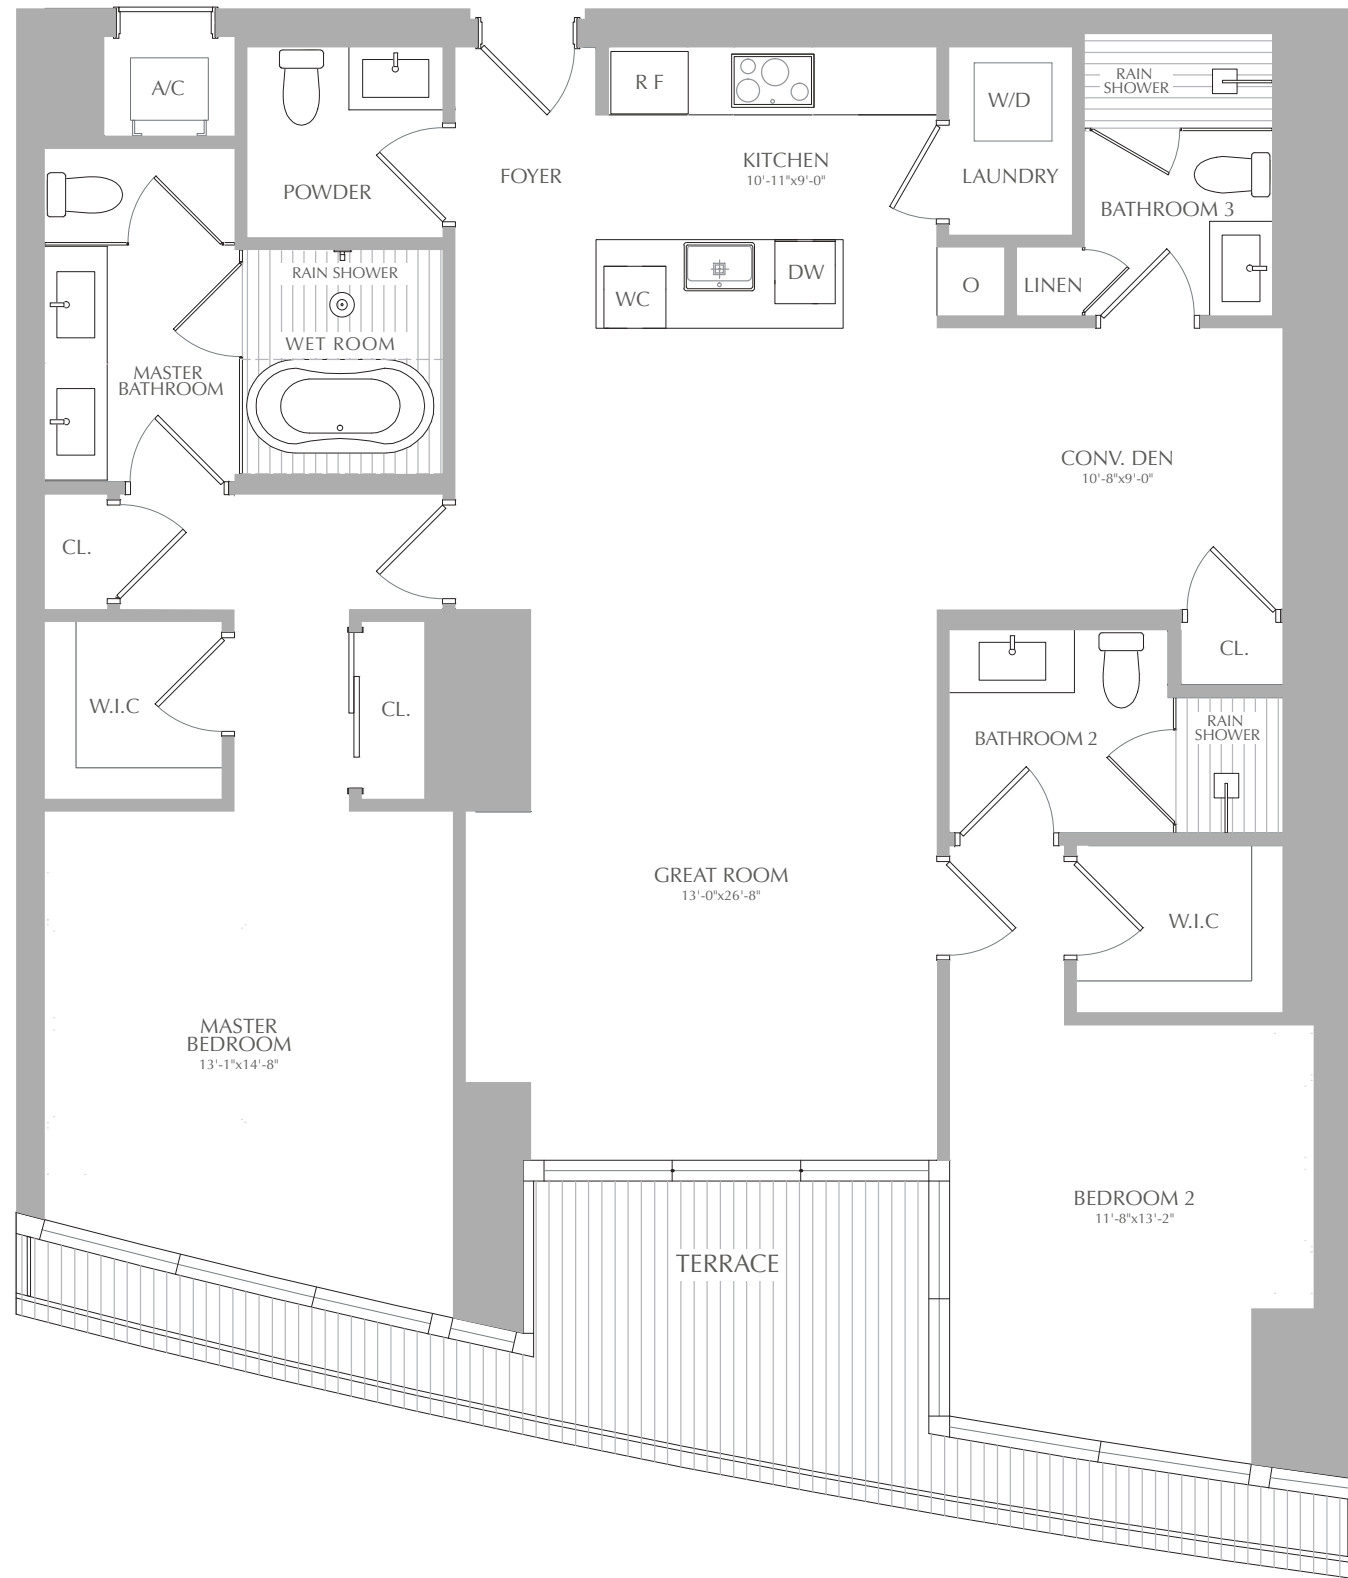 A/C
R F
W/D
RAIN
SHOWER
KITCHEN
10'-11"x9'-0"
FOYER
POWDER
LAUNDRY
BATHROOM 3
RAIN SHOWER
WC
DW
O
LINEN
WET ROOM
MASTER
BATHROOM
CONV. DEN
10'-8"x9'-0"
CL.
CL.
W.I.C
CL.
RAIN
SHOWER
BATHROOM 2
GREAT ROOM
13'-0"x26'-8"
W.I.C
MASTER
BEDROOM
13'-1"x14'-8"
BEDROOM 2
11'-8"x13'-2"
TERRACE